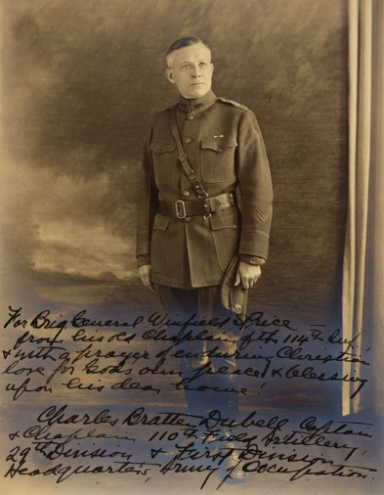 For Brig General Winfield S Price
from his old Chaplain of the 114th Inf.
& with a prayer of enduring Christian
love for God's own peace & blessing
upon his dear home!
Charles Bratten Dubell Captain
& Chaplain 110th Field Artillery,
29th Division & First Division
Headquarters, Army of Occupation.